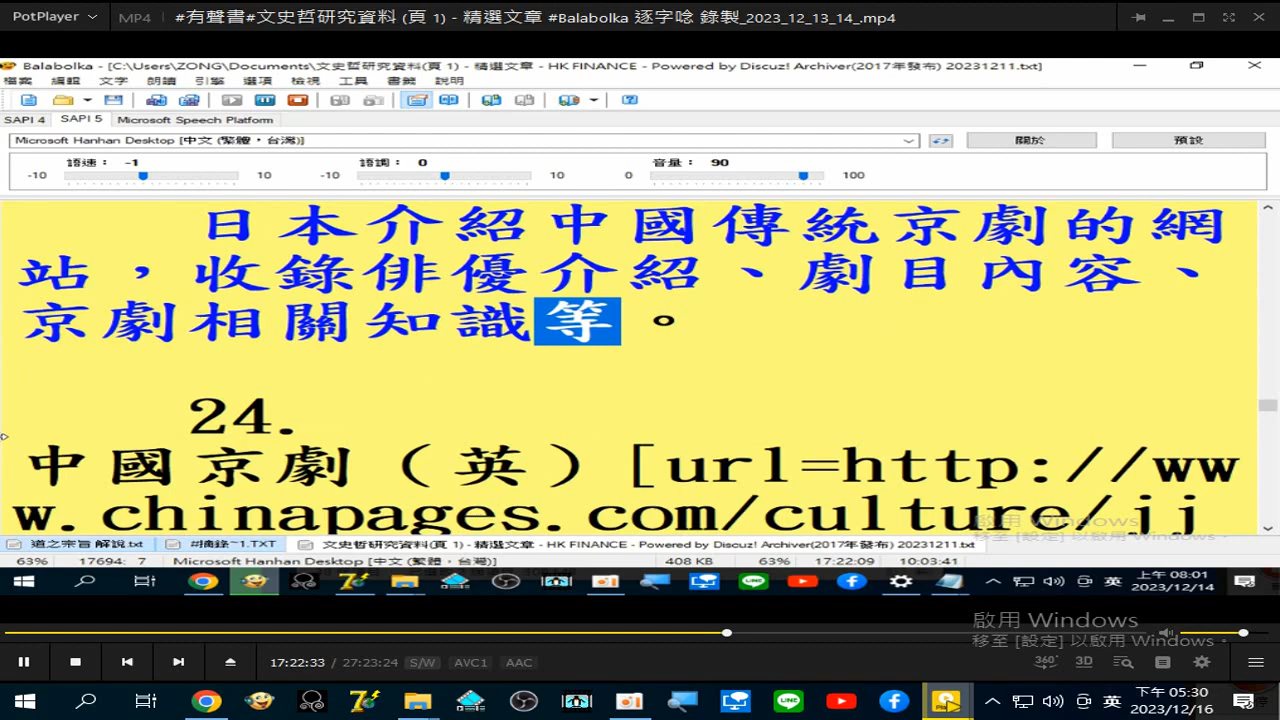 PotPlayer MP4 #有聲書#文史哲研究資料 (頁 1) - 精選文章 #Balabolka 逐字唸 錄製_2023_12_13_14_.mp4
Balabolka - [C:\Users\ZONG\Documents\文史哲研究資料(頁 1) - 精選文章 - HK FINANCE - Powered by Discuz! Archiver(2017年發布) 20231211.txt]
檔案 編輯 文字 朗讀 引擎 選項 檢視 工具 書籤 說明
SAPI 4 SAPI 5 Microsoft Speech Platform
Microsoft Hanhan Desktop [中文 (繁體，台灣)] 關於 預設
語速： -1 語調： 0 音量： 90
-10 10 -10 10 0 100
日本介紹中國傳統京劇的網
站，收錄俳優介紹、劇目內容、
京劇相關知識等。
24.
中國京劇（英）[url=http://ww
w.chinapages.com/culture/jj
啟用 Windows
移至 [設定] 以啟用 Windows。
道之宗旨 解說.txt #摘錄~1.TXT 文史哲研究資料(頁 1) - 精選文章 - HK FINANCE - Powered by Discuz! Archiver(2017年發布) 20231211.txt
63% 17694: 7 Microsoft Hanhan Desktop [中文 (繁體，台灣)] 408 KB 63% 17:22:09 10:03:41
英 上午 08:01
2023/12/14
啟用 Windows
移至 [設定] 以啟用 Windows。
17:22:33 / 27:23:24 S/W AVC1 AAC 360° 3D
英 下午 05:30
2023/12/16